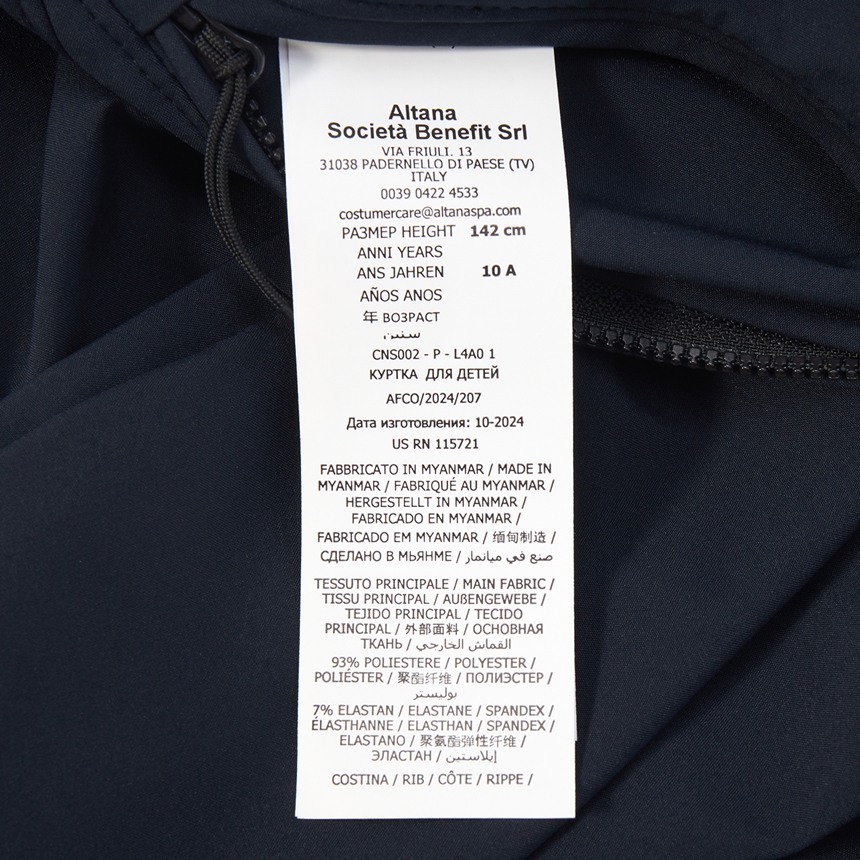 Altana
Società Benefit Srl
VIA FRIULI. 13
31038 PADERNELLO DI PAESE (TV)
ITALY
0039 0422 4533
costumercare@altanaspa.com
РАЗМЕР HEIGHT 142 cm
ANNI YEARS
ANS JAHREN 10 A
AÑOS ANOS
年 ВОЗРАСТ
سنين
CNS002 - P - L4A0 1
КУРТКА ДЛЯ ДЕТЕЙ
AFCO/2024/207
Дата изготовления: 10-2024
US RN 115721
FABBRICATO IN MYANMAR / MADE IN
MYANMAR / FABRIQUÉ AU MYANMAR /
HERGESTELLT IN MYANMAR /
FABRICADO EN MYANMAR /
FABRICADO EM MYANMAR / 缅甸制造 /
СДЕЛАНО В МЬЯНМЕ / صنع في ميانمار
TESSUTO PRINCIPALE / MAIN FABRIC /
TISSU PRINCIPAL / AUßENGEWEBE /
TEJIDO PRINCIPAL / TECIDO
PRINCIPAL / 外部面料 / ОСНОВНАЯ
ТКАНЬ / القماش الخارجي
93% POLIESTERE / POLYESTER /
POLIÉSTER / 聚酯纤维 / ПОЛИЭСТЕР /
بوليستر
7% ELASTAN / ELASTANE / SPANDEX /
ÉLASTHANNE / ELASTHAN / SPANDEX /
ELASTANO / 聚氨酯弹性纤维 /
ЭЛАСТАН / إيلاستين
COSTINA / RIB / CÔTE / RIPPE /